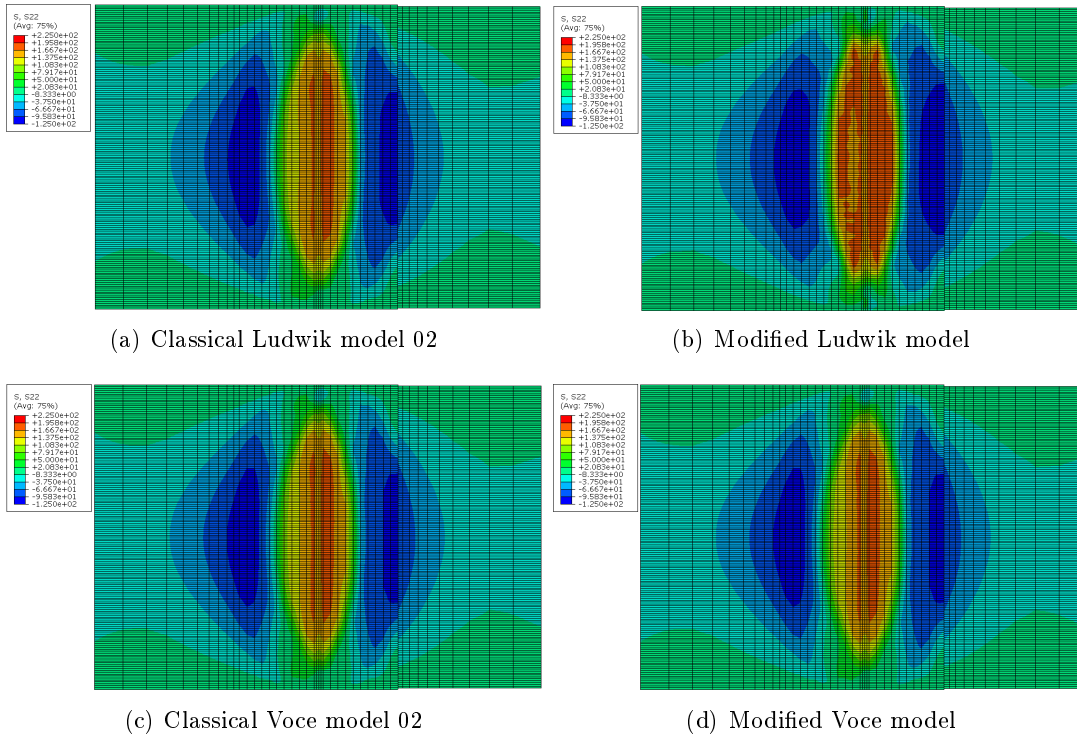 S, S22
(Avg: 75%)
+2.250e+02
+1.958e+02
+1.667e+02
+1.375e+02
+1.083e+02
+7.917e+01
+5.000e+01
+2.083e+01
-8.333e+00
-3.750e+01
-6.667e+01
-9.583e+01
-1.250e+02
S, S22
(Avg: 75%)
+2.250e+02
+1.958e+02
+1.667e+02
+1.375e+02
+1.083e+02
+7.917e+01
+5.000e+01
+2.083e+01
-8.333e+00
-3.750e+01
-6.667e+01
-9.583e+01
-1.250e+02
(a) Classical Ludwik model 02
(b) Modified Ludwik model
S, S22
(Avg: 75%)
+2.250e+02
+1.958e+02
+1.667e+02
+1.375e+02
+1.083e+02
+7.917e+01
+5.000e+01
+2.083e+01
-8.333e+00
-3.750e+01
-6.667e+01
-9.583e+01
-1.250e+02
S, S22
(Avg: 75%)
+2.250e+02
+1.958e+02
+1.667e+02
+1.375e+02
+1.083e+02
+7.917e+01
+5.000e+01
+2.083e+01
-8.333e+00
-3.750e+01
-6.667e+01
-9.583e+01
-1.250e+02
(c) Classical Voce model 02
(d) Modified Voce model